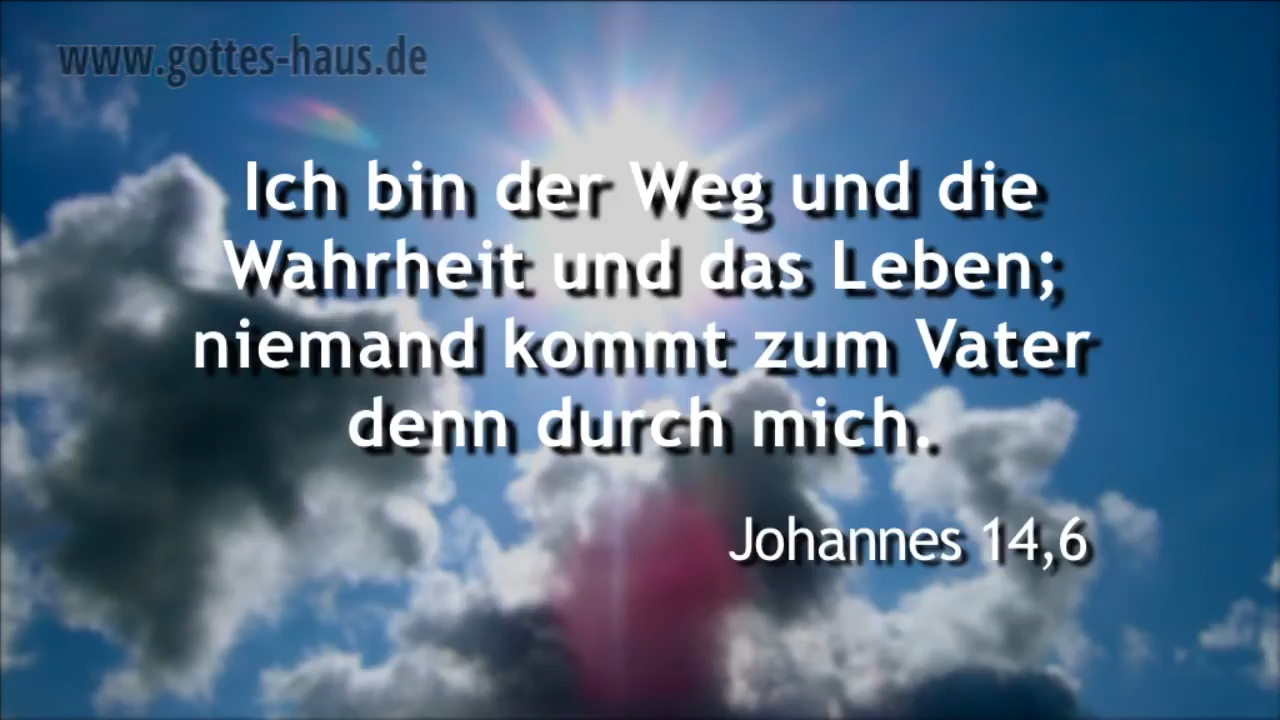 www.gottes-haus.de
Ich bin der Weg und die
Wahrheit und das Leben;
niemand kommt zum Vater
denn durch mich.
Johannes 14,6